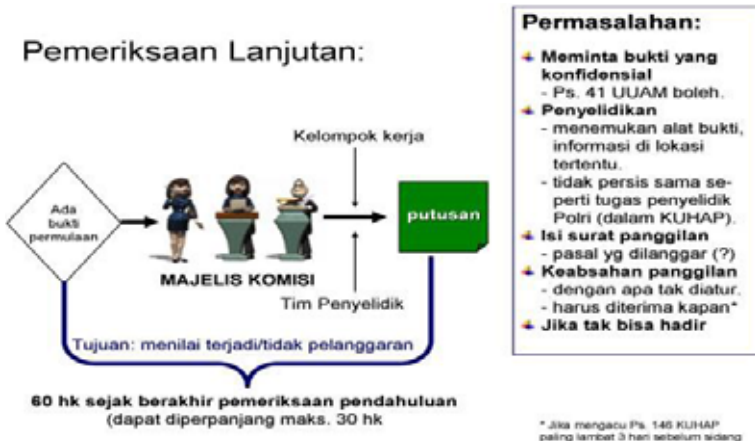 Pemeriksaan Lanjutan:
Kelompok kerja
Ada
bukti
permulaan
putusan
MAJELIS KOMISI
Tim Penyelidik
Tujuan: menilai terjadi/tidak pelanggaran
60 hk sejak berakhir pemeriksaan pendahuluan
(dapat diperpanjang maks. 30 hk
Permasalahan:
Meminta bukti yang
konfidensial
- Ps. 41 UUAM boleh.
Penyelidikan
- menemukan alat bukti,
informasi di lokasi
tertentu.
- tidak persis sama se-
perti tugas penyelidik
Polri (dalam KUHAP).
Isi surat panggilan
- pasal yg dilanggar (?)
Keabsahan panggilan
- dengan apa tak diatur.
- harus diterima kapan*
Jika tak bisa hadir
* Jika mengacu Ps. 146 KUHAP
paling lambat 3 hari sebelum sidang